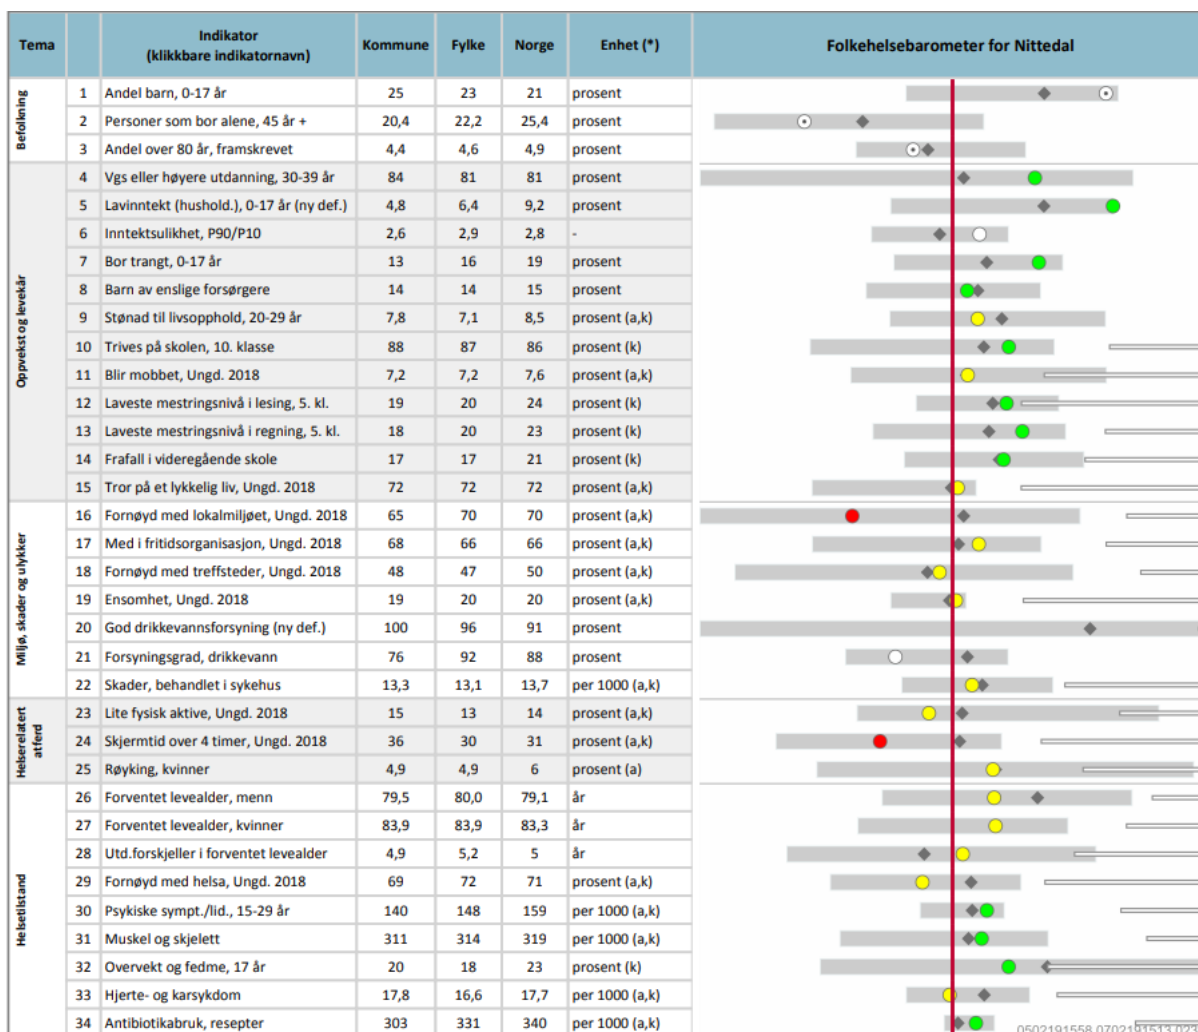 Tema Indikator (klikkbare indikatornavn) Kommune Fylke Norge Enhet (*) Folkehelsebarometer for Nittedal
Befolkning
1 Andel barn, 0-17 år 25 23 21 prosent
2 Personer som bor alene, 45 år + 20,4 22,2 25,4 prosent
3 Andel over 80 år, framskrevet 4,4 4,6 4,9 prosent
Oppvekst og levekår
4 Vgs eller høyere utdanning, 30-39 år 84 81 81 prosent
5 Lavinntekt (hushold.), 0-17 år (ny def.) 4,8 6,4 9,2 prosent
6 Inntektsulikhet, P90/P10 2,6 2,9 2,8 -
7 Bor trangt, 0-17 år 13 16 19 prosent
8 Barn av enslige forsørgere 14 14 15 prosent
9 Stønad til livsopphold, 20-29 år 7,8 7,1 8,5 prosent (a,k)
10 Trives på skolen, 10. klasse 88 87 86 prosent (k)
11 Blir mobbet, Ungd. 2018 7,2 7,2 7,6 prosent (a,k)
12 Laveste mestringsnivå i lesing, 5. kl. 19 20 24 prosent (k)
13 Laveste mestringsnivå i regning, 5. kl. 18 20 23 prosent (k)
14 Frafall i videregående skole 17 17 21 prosent (k)
15 Tror på et lykkelig liv, Ungd. 2018 72 72 72 prosent (a,k)
Miljø, skader og ulykker
16 Fornøyd med lokalmiljøet, Ungd. 2018 65 70 70 prosent (a,k)
17 Med i fritidsorganisasjon, Ungd. 2018 68 66 66 prosent (a,k)
18 Fornøyd med treffsteder, Ungd. 2018 48 47 50 prosent (a,k)
19 Ensomhet, Ungd. 2018 19 20 20 prosent (a,k)
20 God drikkevannsforsyning (ny def.) 100 96 91 prosent
21 Forsyningsgrad, drikkevann 76 92 88 prosent
22 Skader, behandlet i sykehus 13,3 13,1 13,7 per 1000 (a,k)
Helserelatert atferd
23 Lite fysisk aktive, Ungd. 2018 15 13 14 prosent (a,k)
24 Skjermtid over 4 timer, Ungd. 2018 36 30 31 prosent (a,k)
25 Røyking, kvinner 4,9 4,9 6 prosent (a)
Helsetilstand
26 Forventet levealder, menn 79,5 80,0 79,1 år
27 Forventet levealder, kvinner 83,9 83,9 83,3 år
28 Utd.forskjeller i forventet levealder 4,9 5,2 5 år
29 Fornøyd med helsa, Ungd. 2018 69 72 71 prosent (a,k)
30 Psykiske sympt./lid., 15-29 år 140 148 159 per 1000 (a,k)
31 Muskel og skjelett 311 314 319 per 1000 (a,k)
32 Overvekt og fedme, 17 år 20 18 23 prosent (k)
33 Hjerte- og karsykdom 17,8 16,6 17,7 per 1000 (a,k)
34 Antibiotikabruk, resepter 303 331 340 per 1000 (a,k)